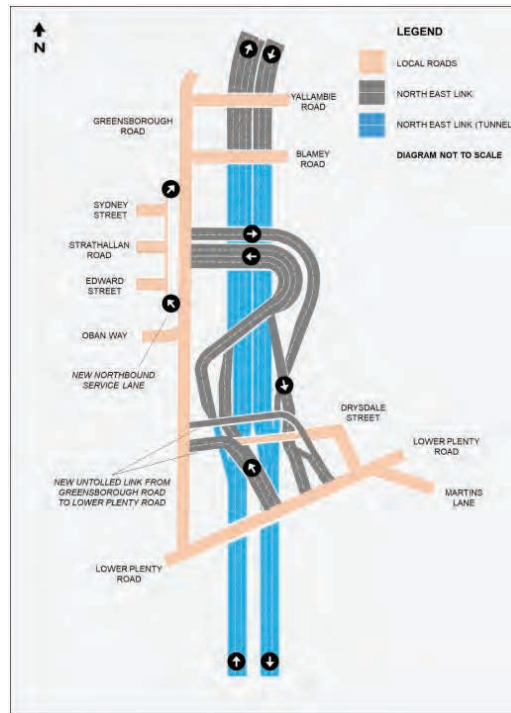 N
LEGEND
LOCAL ROADS
NORTH EAST LINK
NORTH EAST LINK (TUNNEL
DIAGRAM NOT TO SCALE
YALLAMBIE
ROAD
GREENSBOROUGH
ROAD
BLAMEY
ROAD
SYDNEY
STREET
STRATHALLAN
ROAD
EDWARD
STREET
OBAN WAY
NEW NORTHBOUND
SERVICE LANE
DRYSDALE
STREET
LOWER PLENTY
ROAD
NEW UNTOLLED LINK FROM
GREENSBOROUGH ROAD
TO LOWER PLENTY ROAD
MARTINS
LANE
LOWER PLENTY
ROAD